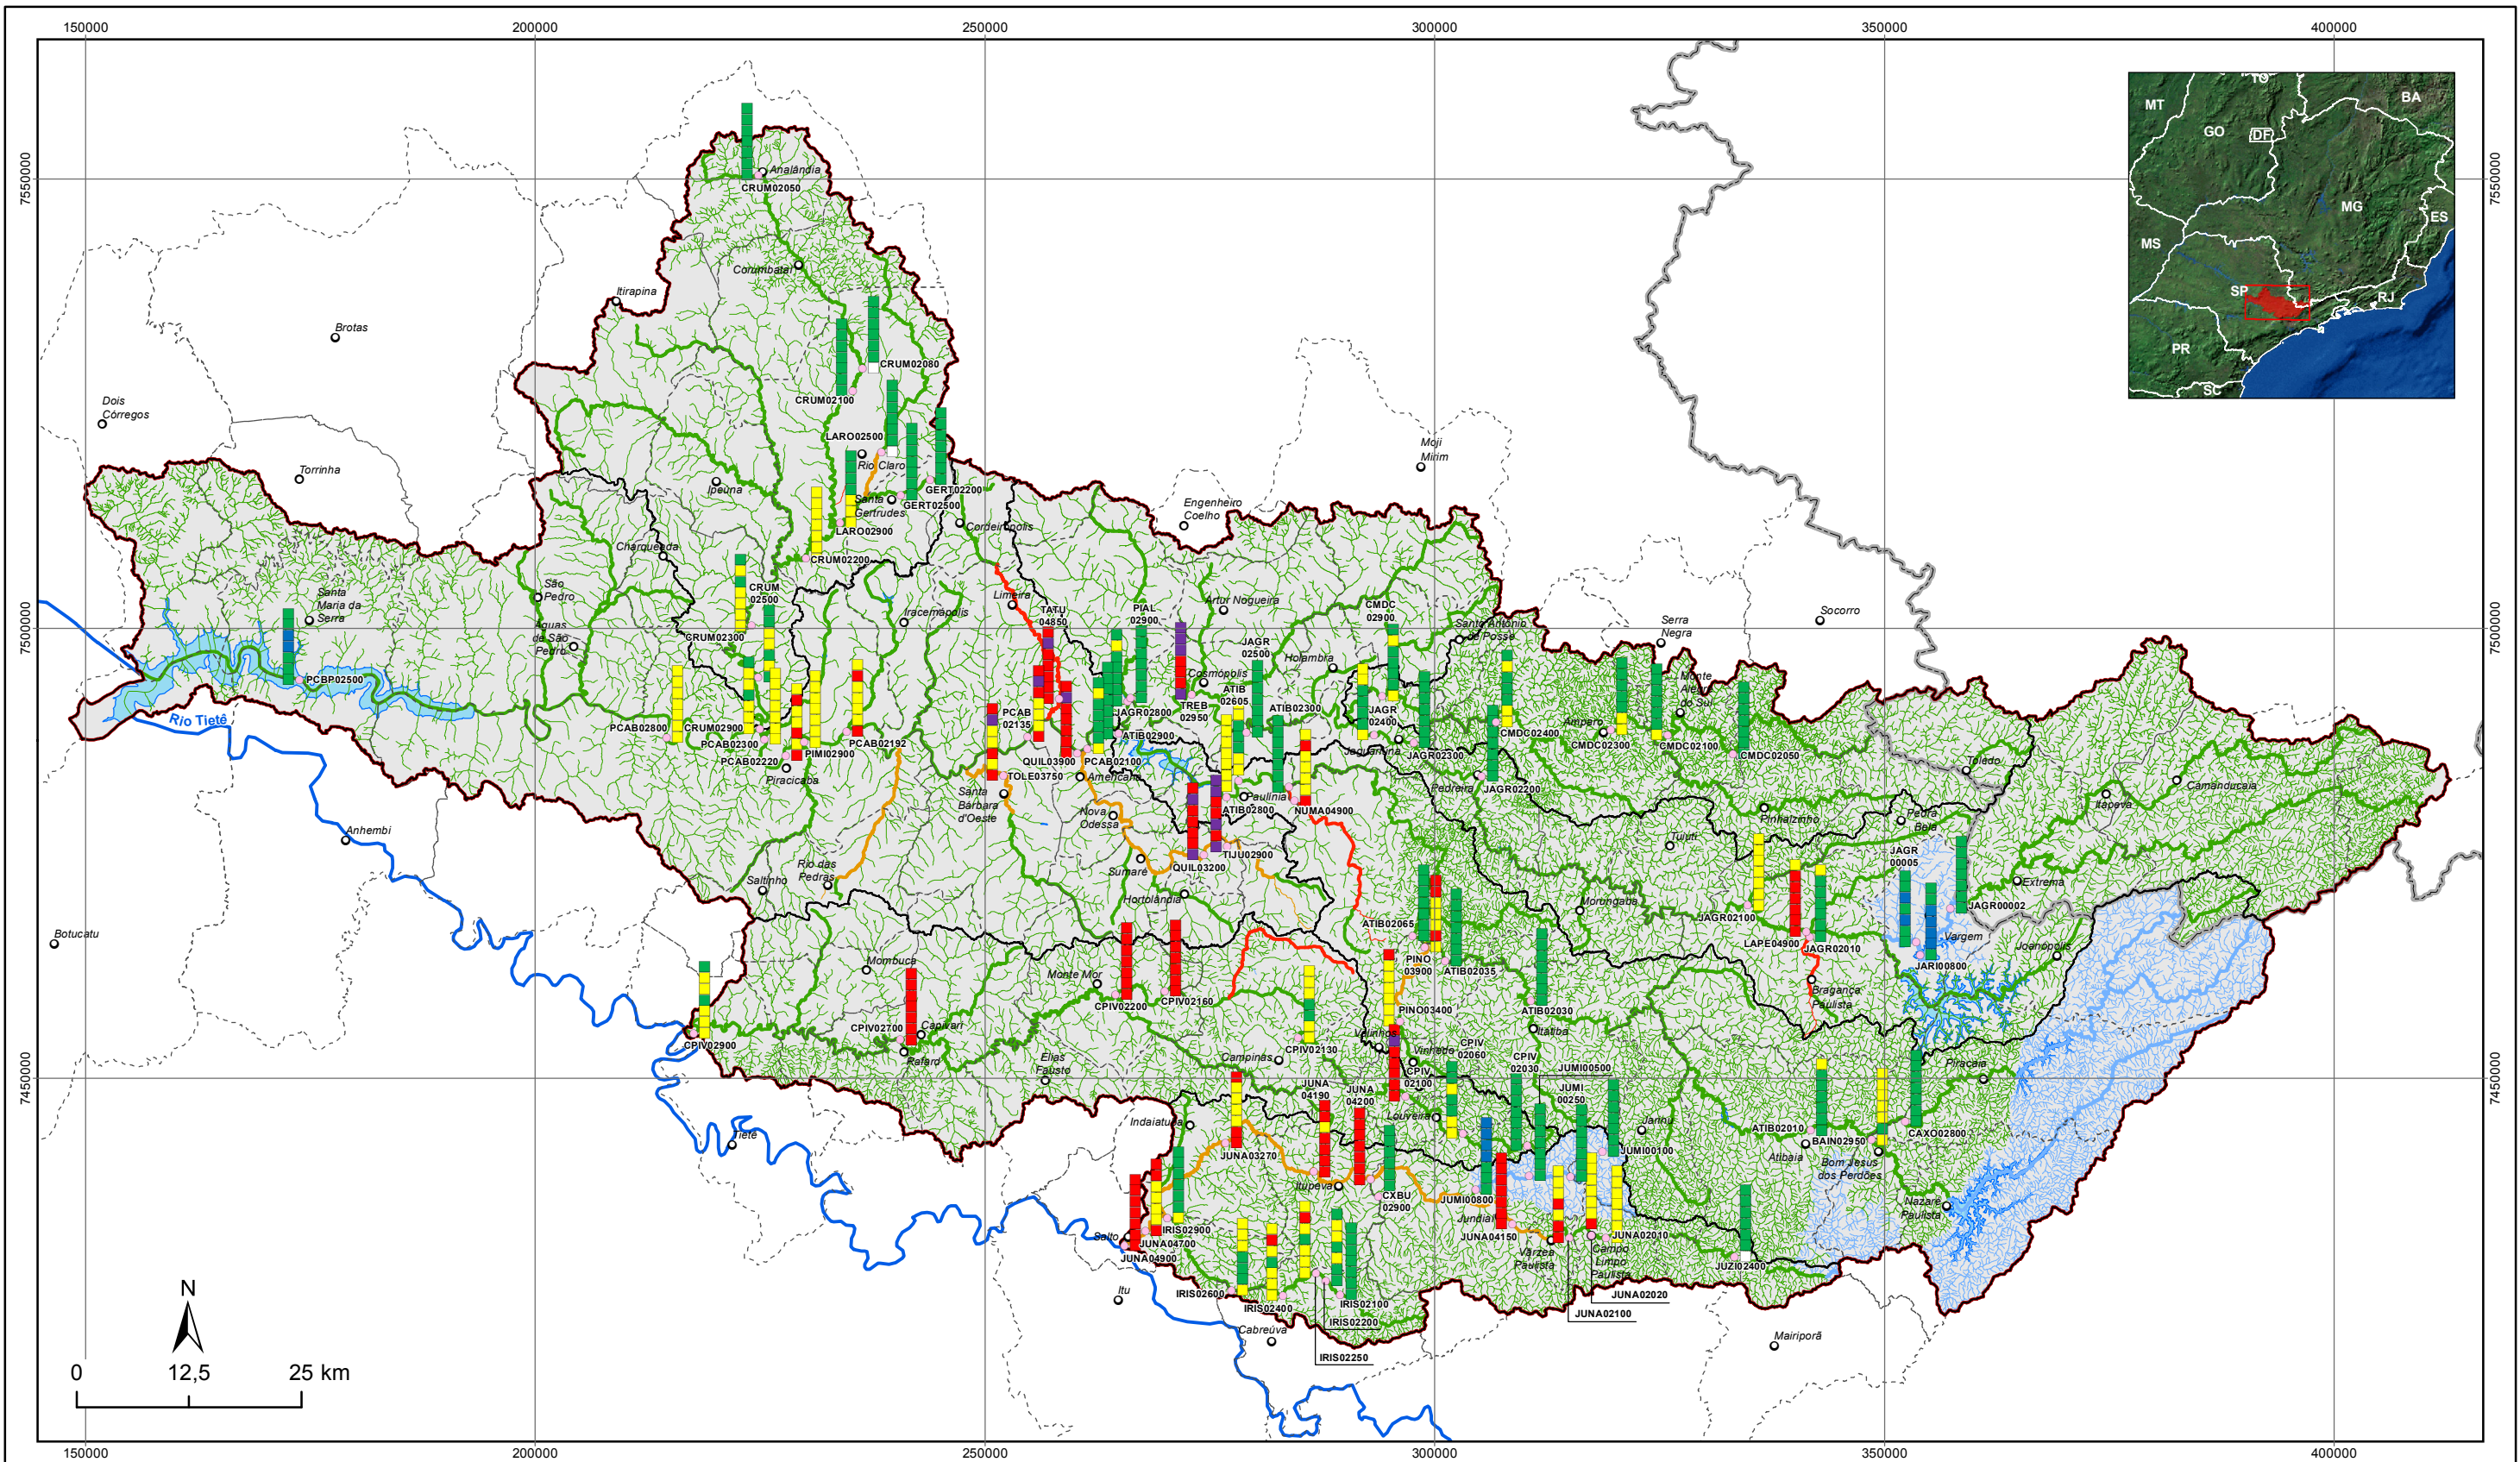 150000
200000
250000
300000
350000
400000
7550000
7550000
7500000
7500000
7450000
7450000
TO
MT
BA
GO
DF
MG
ES
MS
SP
RJ
PR
SC
Analândia
CRUM02050
Corumbataí
Itirapina
Brotas
CRUM02080
CRUM02100
Dois
Córregos
LARO02500
Rio Claro
Moji
Mirim
Torrinha
Ipeúna
GERT02200
Santa
Gertrudes
GERT02500
Engenheiro
Coelho
Cordeirópolis
LARO02900
Charqueada
CRUM02200
São
Pedro
CRUM
02500
Santa
Maria da
Serra
Limeira
Iracemápolis
TATU
04850
PIAL
02900
Artur Nogueira
CMDC
02900
Socorro
Serra
Negra
Santo Antônio
de Posse
Águas
de São
Pedro
CRUM02300
JAGR
02500
Holambra
PCBP02500
Cosmópolis
Monte
Alegre
do Sul
ATIB
02605
TREB
02950
JAGR02800
ATIB02300
JAGR
02400
PCAB
02135
Rio Tietê
PCAB02800
CRUM02900
PCAB02300
PCAB02192
ATIB02900
Amparo
CMDC02400
CMDC02300
CMDC02100
CMDC02050
Jaguariúna
JAGR02300
PCAB02220
PIMI02900
QUIL03900
PCAB02100
Piracicaba
TOLE03750
Americana
Toledo
Santa
Bárbara
d'Oeste
Paulínia
Pedreira
JAGR02200
Camanducaia
Itapeva
Nova
Odessa
ATIB02800
NUMA04900
Pinhalzinho
Pedra
Bela
Anhembi
Tuiuti
TIJU02900
QUIL03200
JAGR
00005
Rio das
Pedras
Saltinho
Sumaré
Extrema
Hortolândia
Morungaba
JAGR02100
JAGR00002
ATIB02065
Botucatu
LAPE04900
JAGR02010
Vargem
Joanópolis
PINO
03900
ATIB02035
JARI00800
Mombuca
Monte Mor
CPIV02200
CPIV02160
Bragança
Paulista
PINO03400
ATIB02030
CPIV02700
Capivari
Valinhos
Itatiba
CPIV02900
Rafard
CPIV02130
Vinhedo
CPIV
02060
Elias
Fausto
Campinas
CPIV
02030
JUMI00500
Piracaia
CPIV
02100
JUNA
04190
JUNA
04200
JUMI
00250
Indaiatuba
Louveira
Jarinu
ATIB02010
BAIN02950
CAXO02800
Tietê
Atibaia
JUNA03270
JUMI00100
Bom Jesus
dos Perdões
Itupeva
CXBU
02900
JUMI00800
Nazaré
Paulista
Jundiaí
IRIS02900
Salto
JUNA04700
JUNA04150
JUNA02010
JUNA04900
Várzea
Paulista
Campo
Limpo
Paulista
JUZI02400
Itu
IRIS02600
IRIS02400
IRIS02100
JUNA02020
IRIS02200
JUNA02100
Cabreúva
Mairiporã
IRIS02250
N
0
12,5
25 km
150000
200000
250000
300000
350000
400000